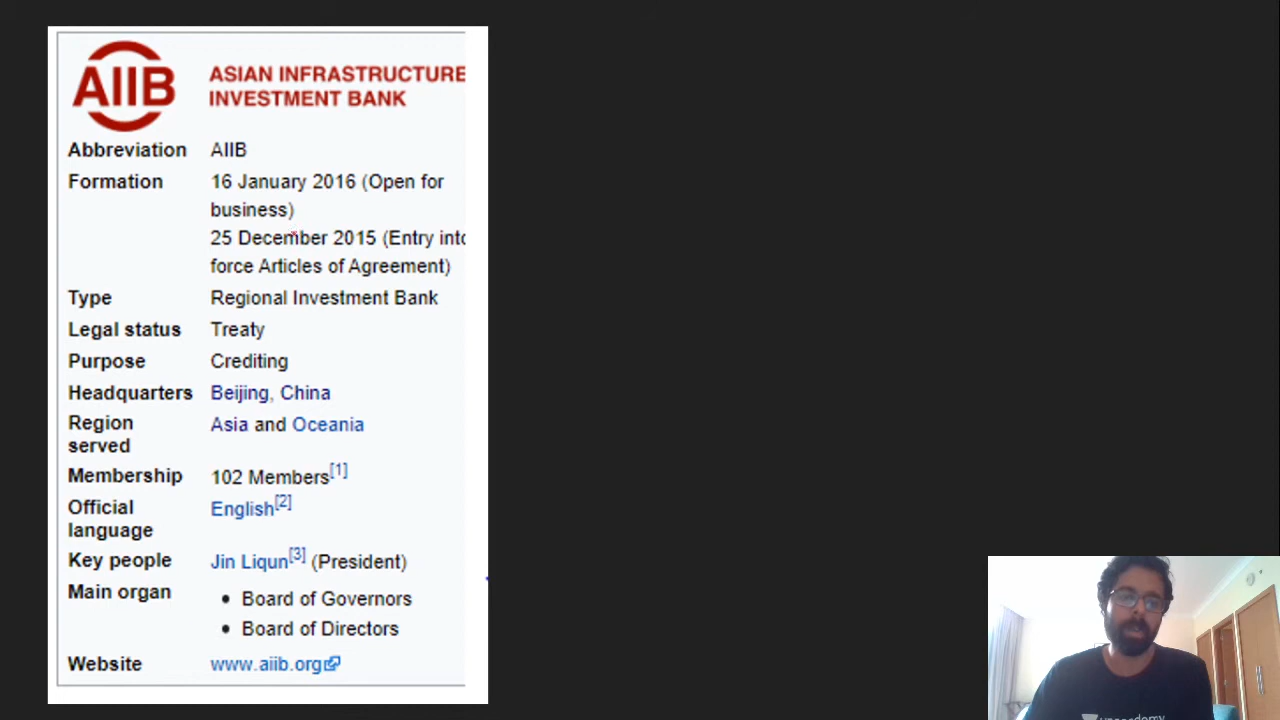 AIIB
ASIAN INFRASTRUCTURE
INVESTMENT BANK
Abbreviation AIIB
Formation 16 January 2016 (Open for
business)
25 December 2015 (Entry into
force Articles of Agreement)
Type Regional Investment Bank
Legal status Treaty
Purpose Crediting
Headquarters Beijing, China
Region
served Asia and Oceania
Membership 102 Members[1]
Official
language English[2]
Key people Jin Liqun[3] (President)
Main organ
• Board of Governors
• Board of Directors
Website www.aiib.org